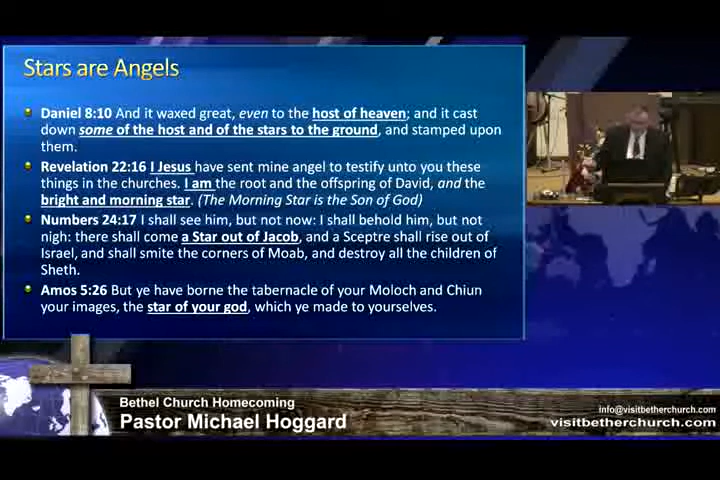 Stars are Angels
Daniel 8:10 And it waxed great, even to the host of heaven; and it cast
down some of the host and of the stars to the ground, and stamped upon
them.
Revelation 22:16 I Jesus have sent mine angel to testify unto you these
things in the churches. I am the root and the offspring of David, and the
bright and morning star. (The Morning Star is the Son of God)
Numbers 24:17 I shall see him, but not now: I shall behold him, but not
nigh: there shall come a Star out of Jacob, and a Sceptre shall rise out of
Israel, and shall smite the corners of Moab, and destroy all the children of
Sheth.
Amos 5:26 But ye have borne the tabernacle of your Moloch and Chiun
your images, the star of your god, which ye made to yourselves.
Bethel Church Homecoming
Pastor Michael Hoggard
info@visitbetherchurch.com
visitbetherchurch.com